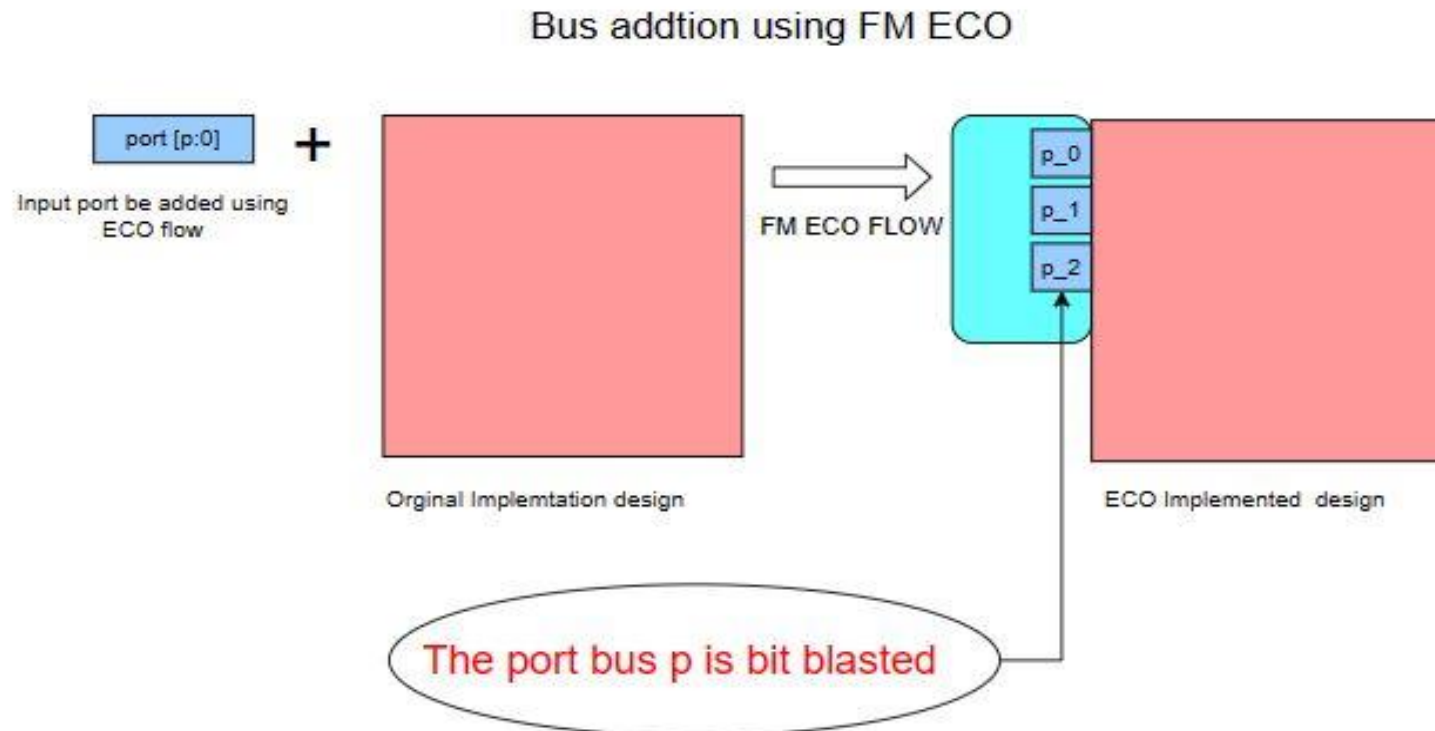 Bus addtion using FM ECO
port [p:0]
+
Input port be added using
ECO flow
FM ECO FLOW
p_0
p_1
p_2
Orginal Implemtation design
ECO Implemented design
The port bus p is bit blasted